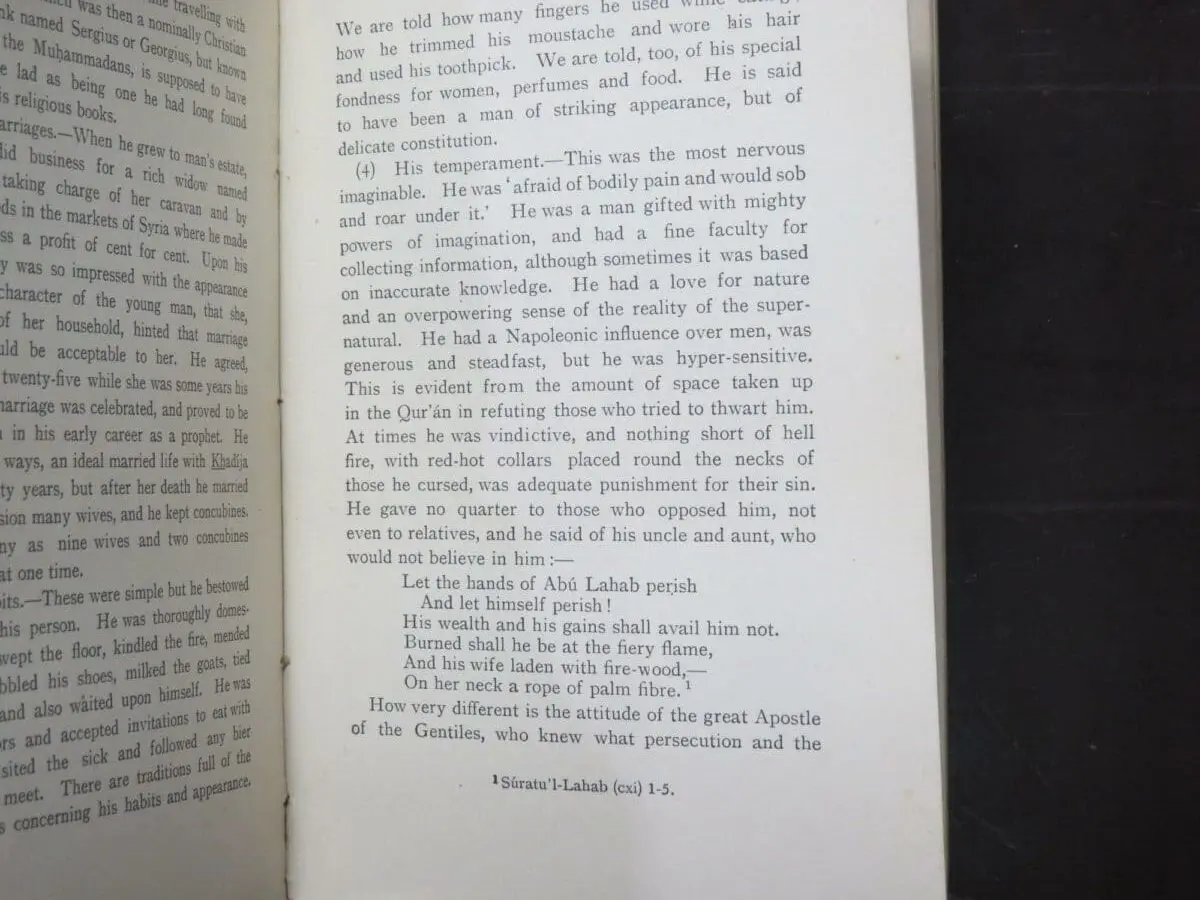 travelling with
was then a nominally Christian
named Sergius or Georgius, but known
the Muḥammadans, is supposed to have
lad as being one he had long found
religious books.
—When he grew to man's estate,
business for a rich widow named
taking charge of her caravan and by
in the markets of Syria where he made
a profit of cent for cent. Upon his
was so impressed with the appearance
character of the young man, that she,
of her household, hinted that marriage
be acceptable to her. He agreed,
twenty-five while she was some years his
marriage was celebrated, and proved to be
in his early career as a prophet. He
ways, an ideal married life with Khadíja
years, but after her death he married
many wives, and he kept concubines.
as nine wives and two concubines
at one time.
—These were simple but he bestowed
his person. He was thoroughly domes-
swept the floor, kindled the fire, mended
his shoes, milked the goats, tied
and also waited upon himself. He was
and accepted invitations to eat with
the sick and followed any bier
meet. There are traditions full of the
concerning his habits and appearance.
We are told how many fingers he used while
how he trimmed his moustache and wore his hair
and used his toothpick. We are told, too, of his special
fondness for women, perfumes and food. He is said
to have been a man of striking appearance, but of
delicate constitution.
(4) His temperament.—This was the most nervous
imaginable. He was 'afraid of bodily pain and would sob
and roar under it.' He was a man gifted with mighty
powers of imagination, and had a fine faculty for
collecting information, although sometimes it was based
on inaccurate knowledge. He had a love for nature
and an overpowering sense of the reality of the super-
natural. He had a Napoleonic influence over men, was
generous and steadfast, but he was hyper-sensitive.
This is evident from the amount of space taken up
in the Qur'án in refuting those who tried to thwart him.
At times he was vindictive, and nothing short of hell
fire, with red-hot collars placed round the necks of
those he cursed, was adequate punishment for their sin.
He gave no quarter to those who opposed him, not
even to relatives, and he said of his uncle and aunt, who
would not believe in him :—
Let the hands of Abú Lahab perish
And let himself perish !
His wealth and his gains shall avail him not.
Burned shall he be at the fiery flame,
And his wife laden with fire-wood,—
On her neck a rope of palm fibre.¹
How very different is the attitude of the great Apostle
of the Gentiles, who knew what persecution and the
¹ Súratu'l-Lahab (cxi) 1-5.